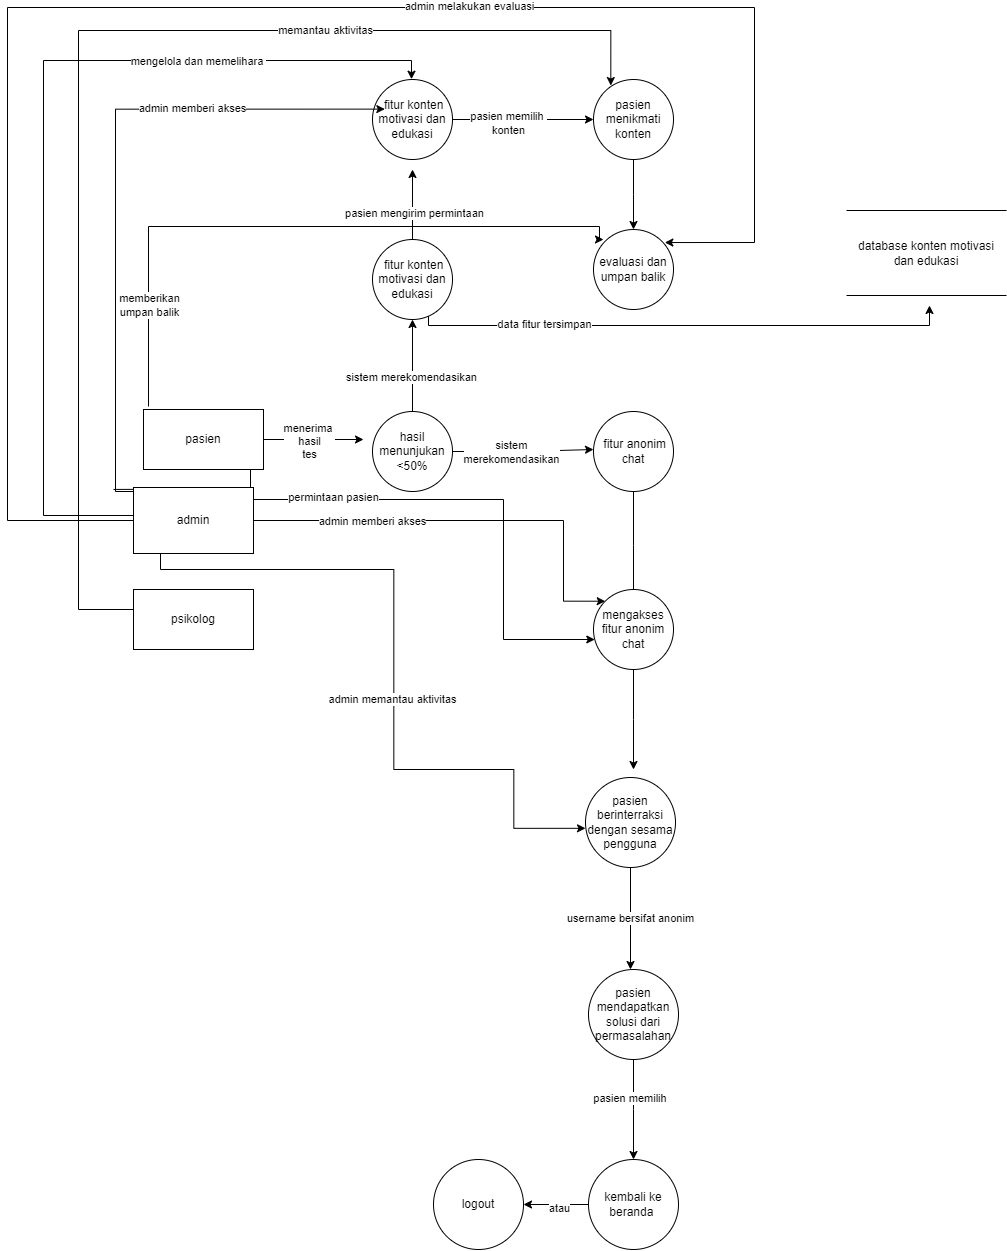 admin melakukan evaluasi
memantau aktivitas
mengelola dan memelihara
admin memberi akses
fitur konten
motivasi dan
edukasi
pasien memilih
konten
pasien
menikmati
konten
pasien mengirim permintaan
fitur konten
motivasi dan
edukasi
evaluasi dan
umpan balik
database konten motivasi
dan edukasi
memberikan
umpan balik
data fitur tersimpan
sistem merekomendasikan
pasien
menerima
hasil
tes
hasil
menunjukan
<50%
sistem
merekomendasikan
fitur anonim
chat
admin
permintaan pasien
admin memberi akses
psikolog
mengakses
fitur anonim
chat
admin memantau aktivitas
pasien
berinterraksi
dengan sesama
pengguna
username bersifat anonim
pasien
mendapatkan
solusi dari
permasalahan
pasien memilih
logout
atau
kembali ke
beranda